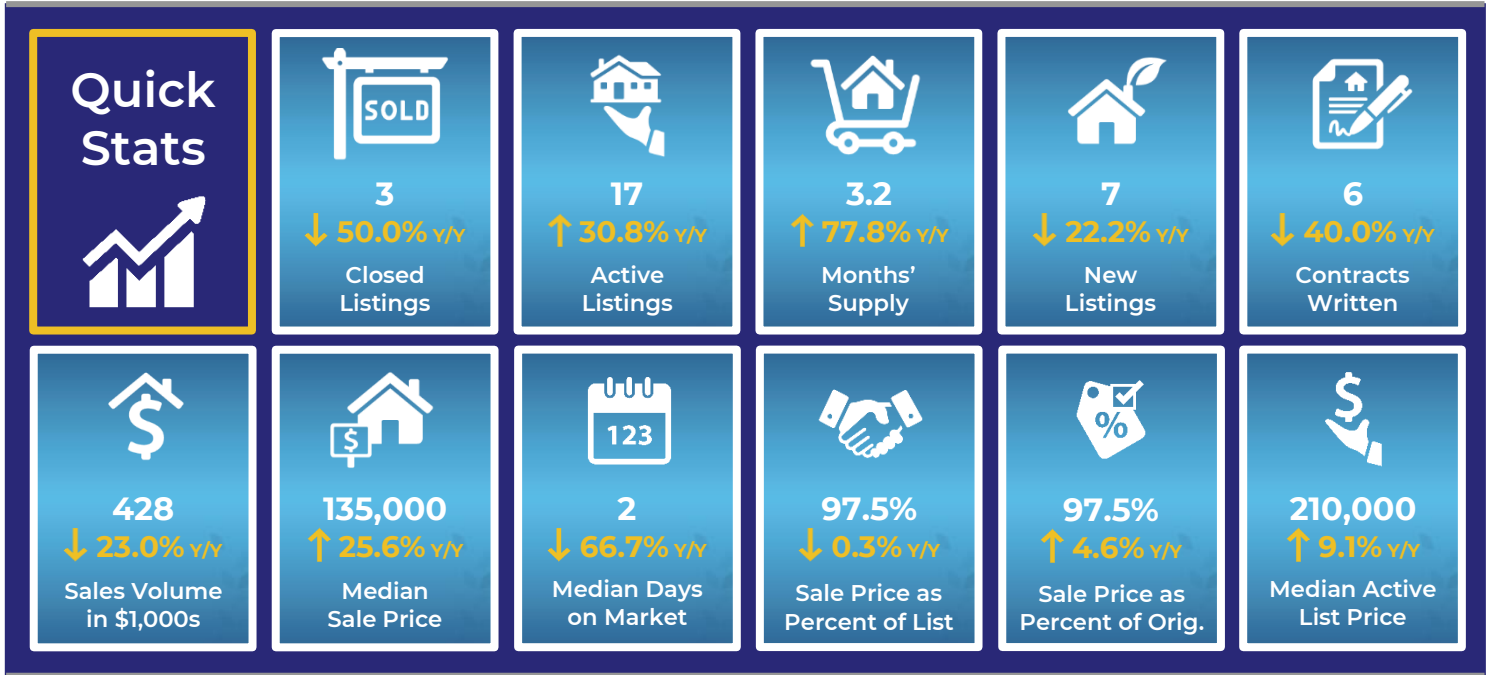 Quick
Stats
SOLD
3
↓ 50.0% Y/Y
Closed
Listings
17
↑ 30.8% Y/Y
Active
Listings
3.2
↑ 77.8% Y/Y
Months’
Supply
7
↓ 22.2% Y/Y
New
Listings
6
↓ 40.0% Y/Y
Contracts
Written
$
428
↓ 23.0% Y/Y
Sales Volume
in $1,000s
$
135,000
↑ 25.6% Y/Y
Median
Sale Price
123
2
↓ 66.7% Y/Y
Median Days
on Market
97.5%
↓ 0.3% Y/Y
Sale Price as
Percent of List
%
97.5%
↑ 4.6% Y/Y
Sale Price as
Percent of Orig.
$
210,000
↑ 9.1% Y/Y
Median Active
List Price